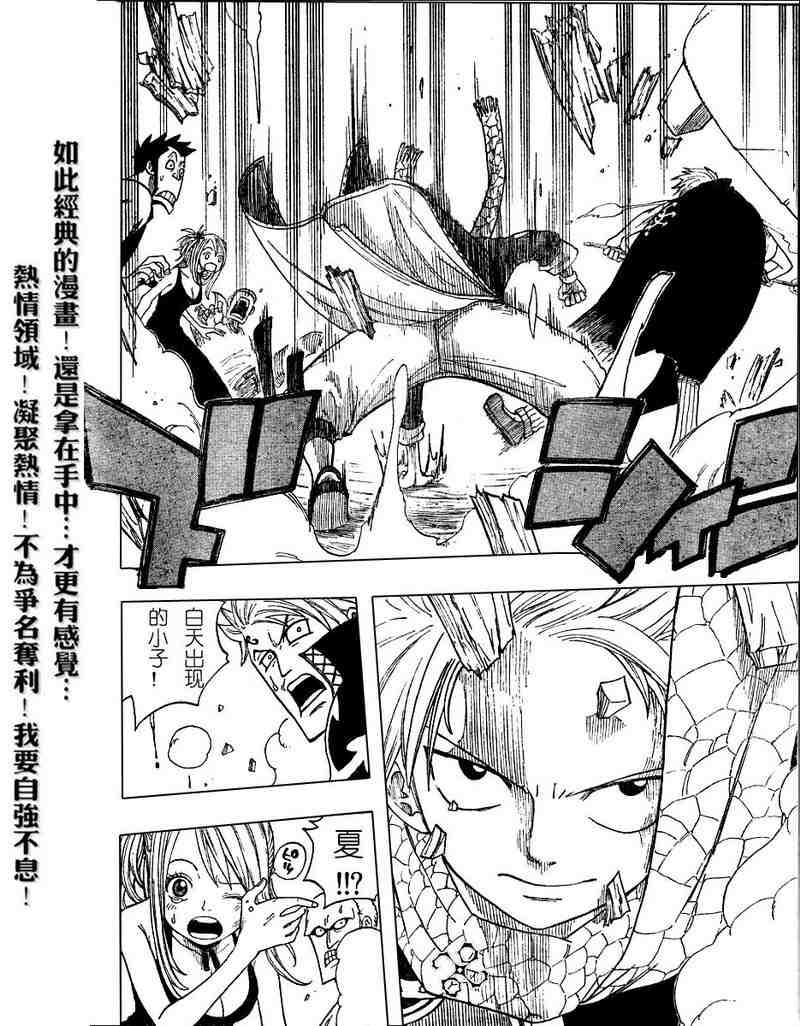 如此經典的漫畫！還是拿在手中…才更有感覺…
熱情領域！凝聚熱情！不為爭名奪利！我要自強不息！
白天出現
的小子！
夏
!!!?